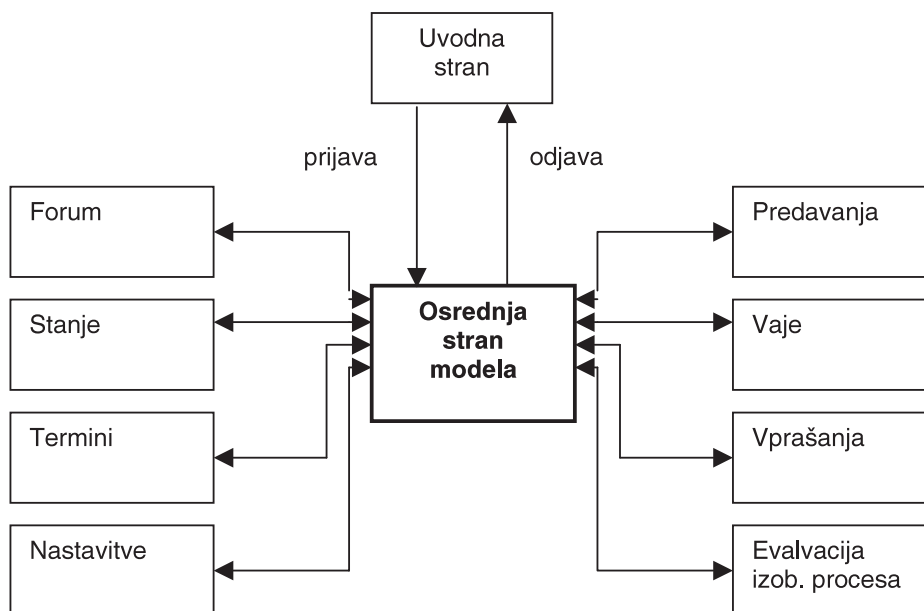 Uvodna
stran
prijava
odjava
Forum
Predavanja
Stanje
Osrednja
stran
modela
Vaje
Termini
Vprašanja
Nastavitve
Evalvacija
izob. procesa